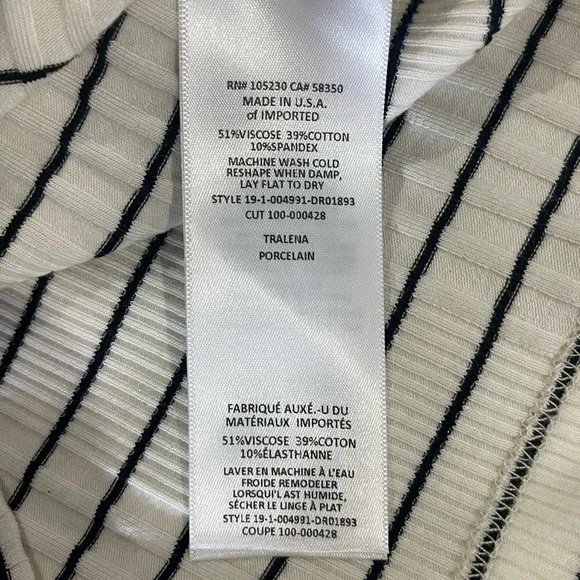 RN# 105230 CA# 58350
MADE IN U.S.A.
of IMPORTED
51%VISCOSE 39%COTTON
10%SPANDEX
MACHINE WASH COLD
RESHAPE WHEN DAMP,
LAY FLAT TO DRY
STYLE 19-1-004991-DR01893
CUT 100-000428
TRALENA
PORCELAIN
FABRIQUÉ AUXÉ.-U DU
MATÉRIAUX IMPORTÉS
51%VISCOSE 39%COTON
10%ÉLASTHANNE
LAVER EN MACHINE À L'EAU
FROIDE REMODELER
LORSQU'L AST HUMIDE,
SÉCHER LE LINGE À PLAT
STYLE 19-1-004991-DR01893
COUPE 100-000428